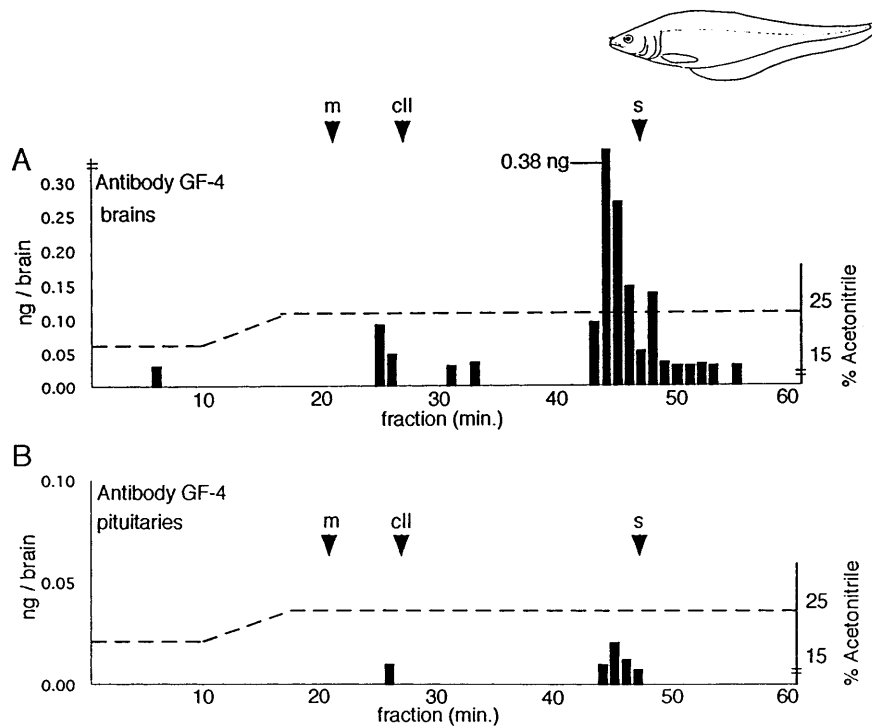 m cII s
A
Antibody GF-4
brains
0.38 ng
0.30
0.25
0.20
0.15
0.10
0.05
0.00
ng / brain
25
15
% Acetonitrile
10 20 30 40 50 60
fraction (min.)
B
Antibody GF-4
pituitaries
m cII s
0.10
0.05
0.00
ng / brain
25
15
% Acetonitrile
10 20 30 40 50 60
fraction (min.)